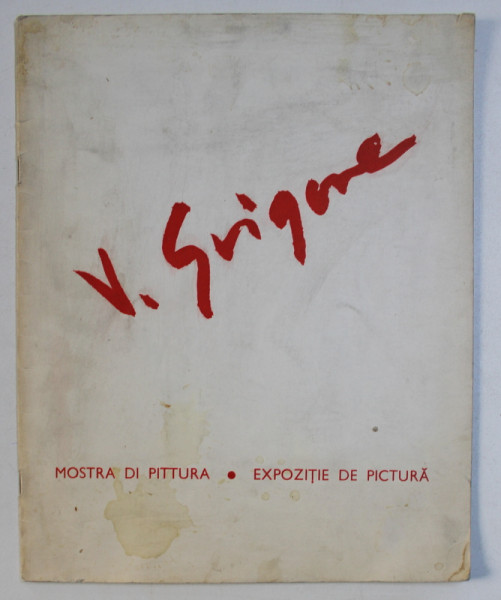 V. Grigore
MOSTRA DI PITTURA • EXPOZIȚIE DE PICTURĂ